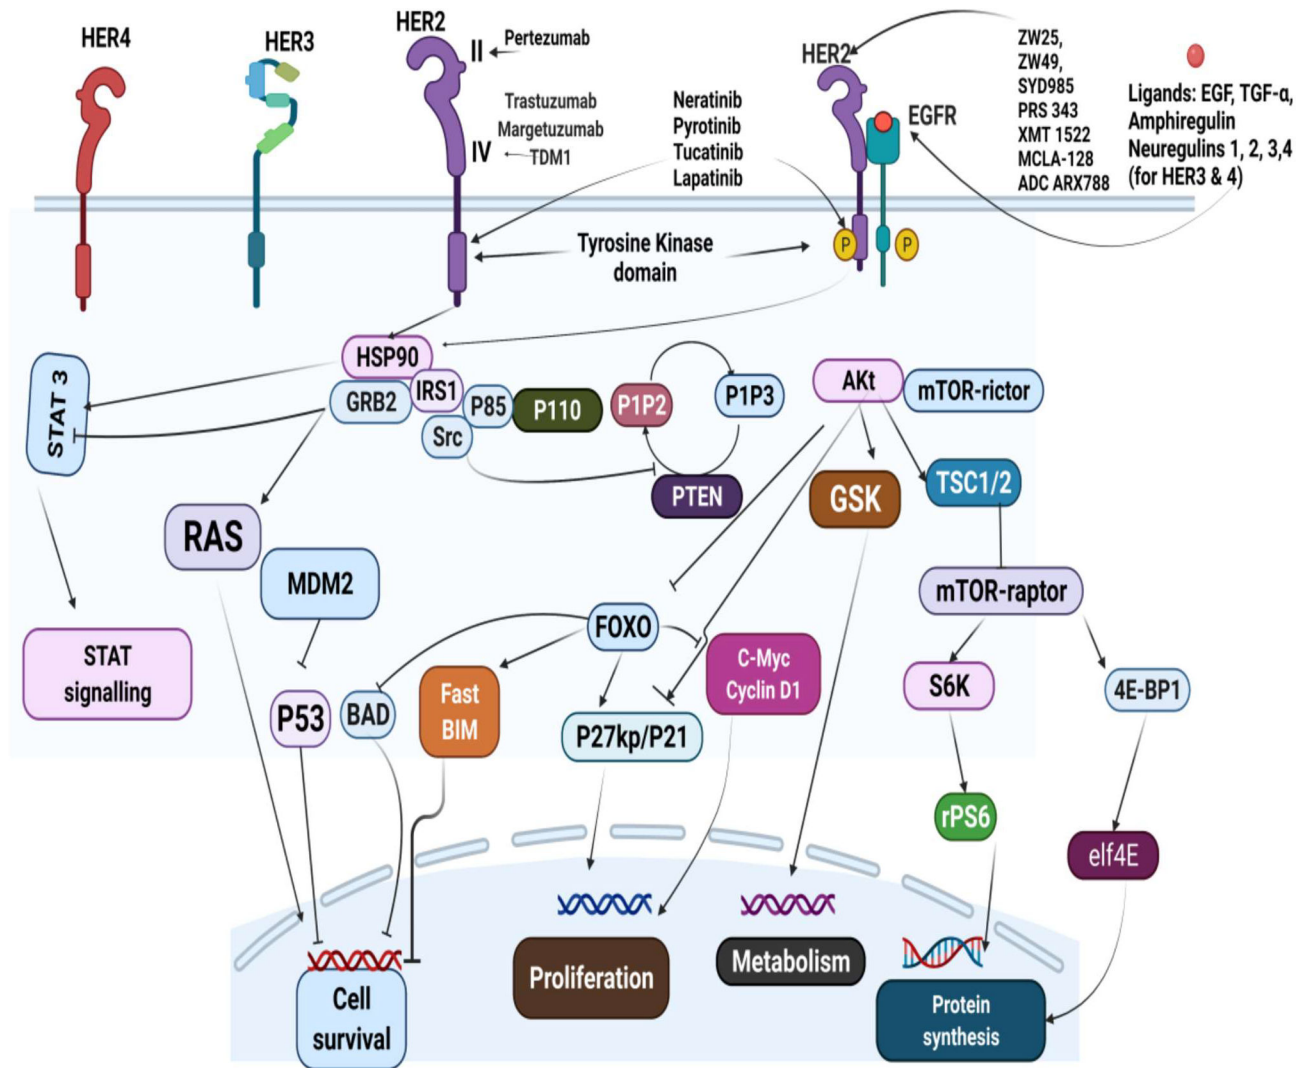 HER4
HER3
HER2
II
Pertezumab
Trastuzumab
Margetuzumab
IV
TDM1
Neratinib
Pyrotinib
Tucatinib
Lapatinib
HER2
EGFR
ZW25,
ZW49,
SYD985
PRS 343
XMT 1522
MCLA-128
ADC ARX788
Ligands: EGF, TGF-α,
Amphiregulin
Neuregulins 1, 2, 3,4
(for HER3 & 4)
Tyrosine Kinase
domain
P
P
STAT 3
HSP90
GRB2
IRS1
Src
P85
P110
P1P2
P1P3
PTEN
AKt
mTOR-rictor
GSK
TSC1/2
RAS
MDM2
mTOR-raptor
STAT
signalling
P53
BAD
Fast
BIM
FOXO
P27kp/P21
C-Myc
Cyclin D1
S6K
4E-BP1
rPS6
elf4E
Cell
survival
Proliferation
Metabolism
Protein
synthesis